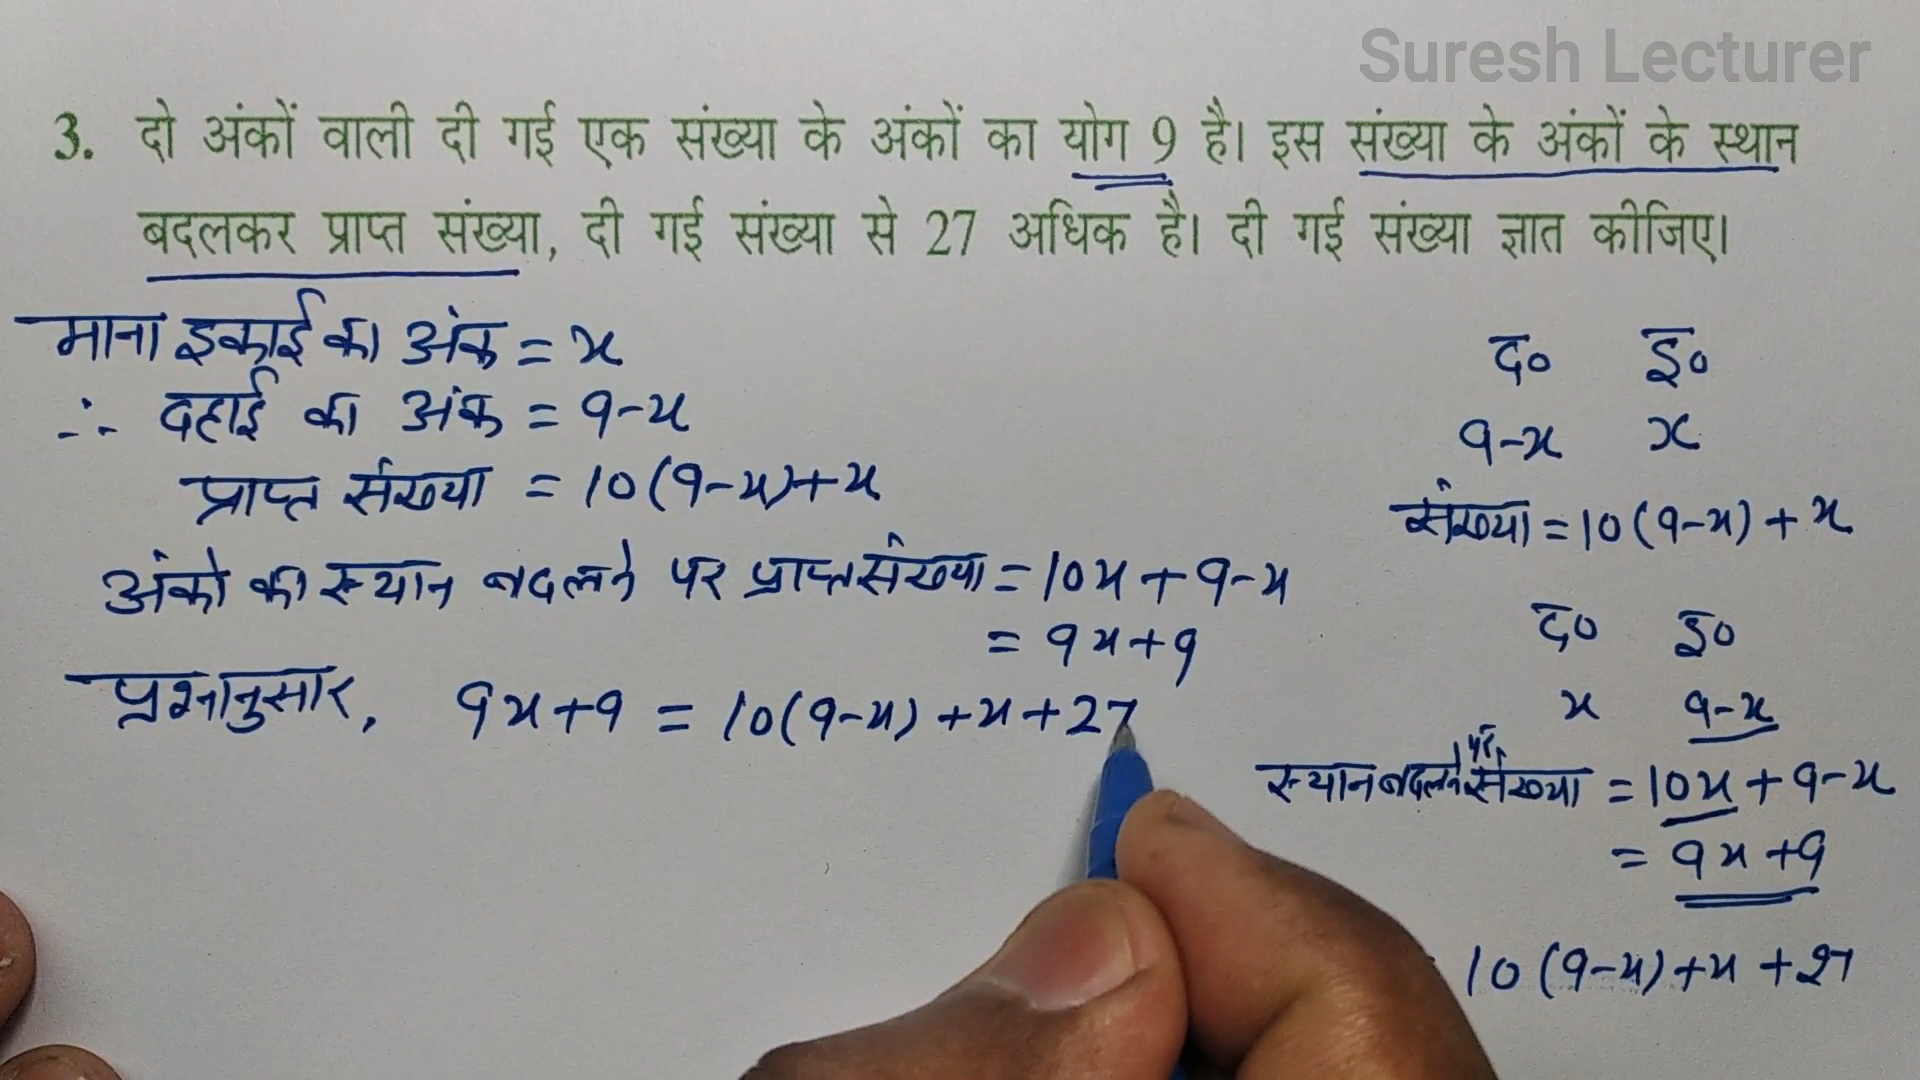 Suresh Lecturer
3. दो अंकों वाली दी गई एक संख्या के अंकों का योग 9 है। इस संख्या के अंकों के स्थान
बदलकर प्राप्त संख्या, दी गई संख्या से 27 अधिक है। दी गई संख्या ज्ञात कीजिए।
माना इकाई का अंक = x
∴ दहाई का अंक = 9-x
प्राप्त संख्या = 10(9-x)+x
अंको का स्थान बदलने पर प्राप्त संख्या = 10x+9-x
= 9x+9
प्रश्नानुसार, 9x+9 = 10(9-x)+x+27
द० इ०
9-x x
संख्या = 10(9-x)+x
द० इ०
x 9-x
स्थान बदलने पर संख्या = 10x+9-x
= 9x+9
10(9-x)+x+27